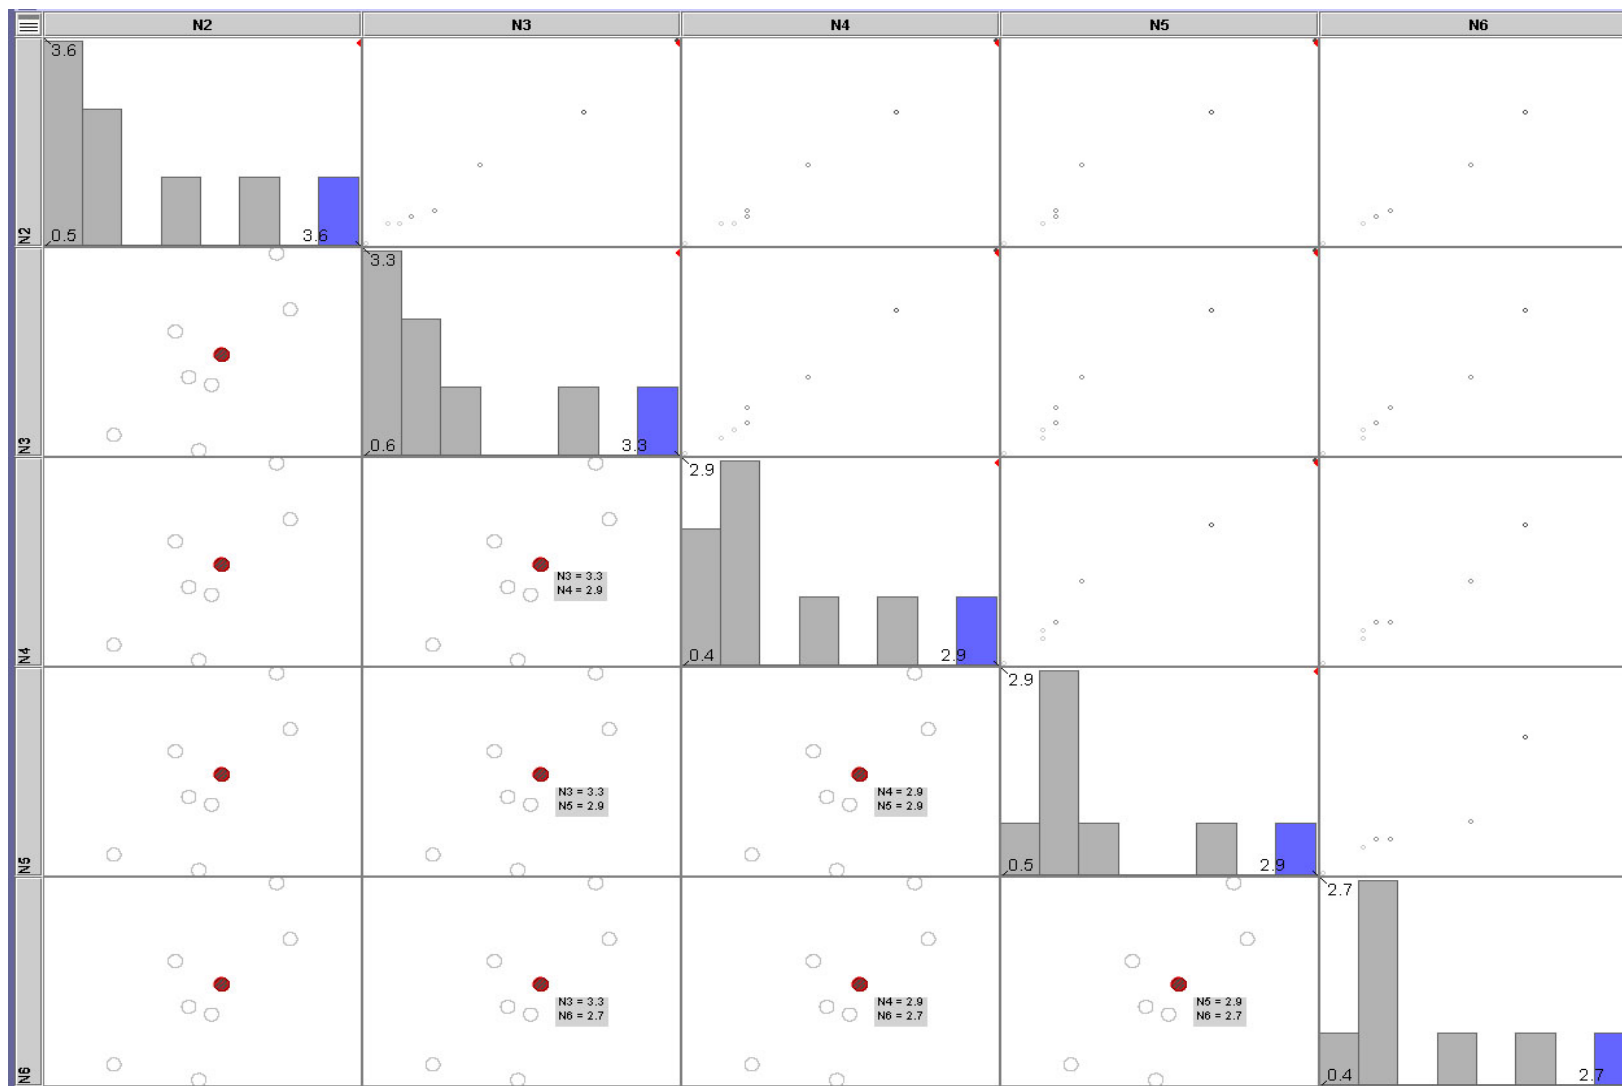 N2 N3 N4 N5 N6
N2
3.6
0.5
3.6
N3
3.3
0.6
3.3
N4
N3 = 3.3
N4 = 2.9
2.9
0.4
2.9
N5
N3 = 3.3
N5 = 2.9
N4 = 2.9
N5 = 2.9
2.9
0.5
2.9
N6
N3 = 3.3
N6 = 2.7
N4 = 2.9
N6 = 2.7
N5 = 2.9
N6 = 2.7
2.7
0.4
2.7